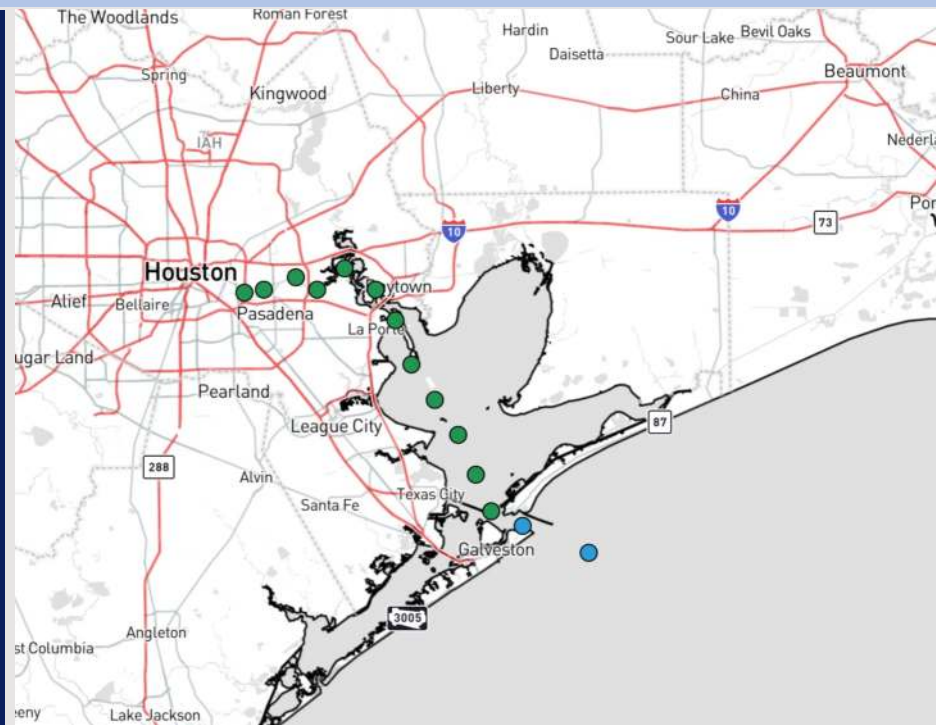 Roman Forest
The Woodlands
Hardin
Sour Lake
Bevil Oaks
Daisetta
Spring
Beaumont
Kingwood
Liberty
China
IAH
Nederla
10
73
10
Houston
Alief
Bellaire
Pasadena
ytown
La Porte
ugar Land
Pearland
League City
87
288
Alvin
Texas City
Santa Fe
Galveston
3005
Angleton
st Columbia
eeny
Lake Jackson